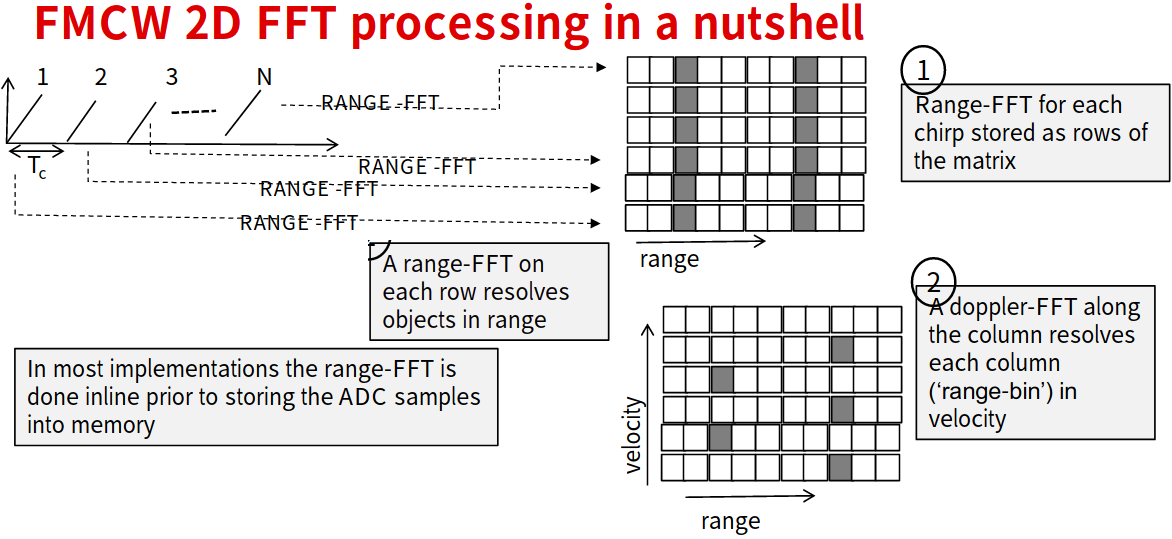 FMCW 2D FFT processing in a nutshell
1 2 3 N
RANGE -FFT
RANGE -FFT
RANGE -FFT
RANGE -FFT
Tc
range
1
Range-FFT for each
chirp stored as rows of
the matrix
A range-FFT on
each row resolves
objects in range
In most implementations the range-FFT is
done inline prior to storing the ADC samples
into memory
velocity
range
2
A doppler-FFT along
the column resolves
each column
(‘range-bin’) in
velocity